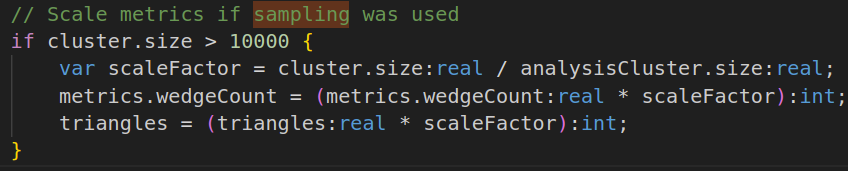 // Scale metrics if sampling was used
if cluster.size > 10000 {
    var scaleFactor = cluster.size:real / analysisCluster.size:real;
    metrics.wedgeCount = (metrics.wedgeCount:real * scaleFactor):int;
    triangles = (triangles:real * scaleFactor):int;
}